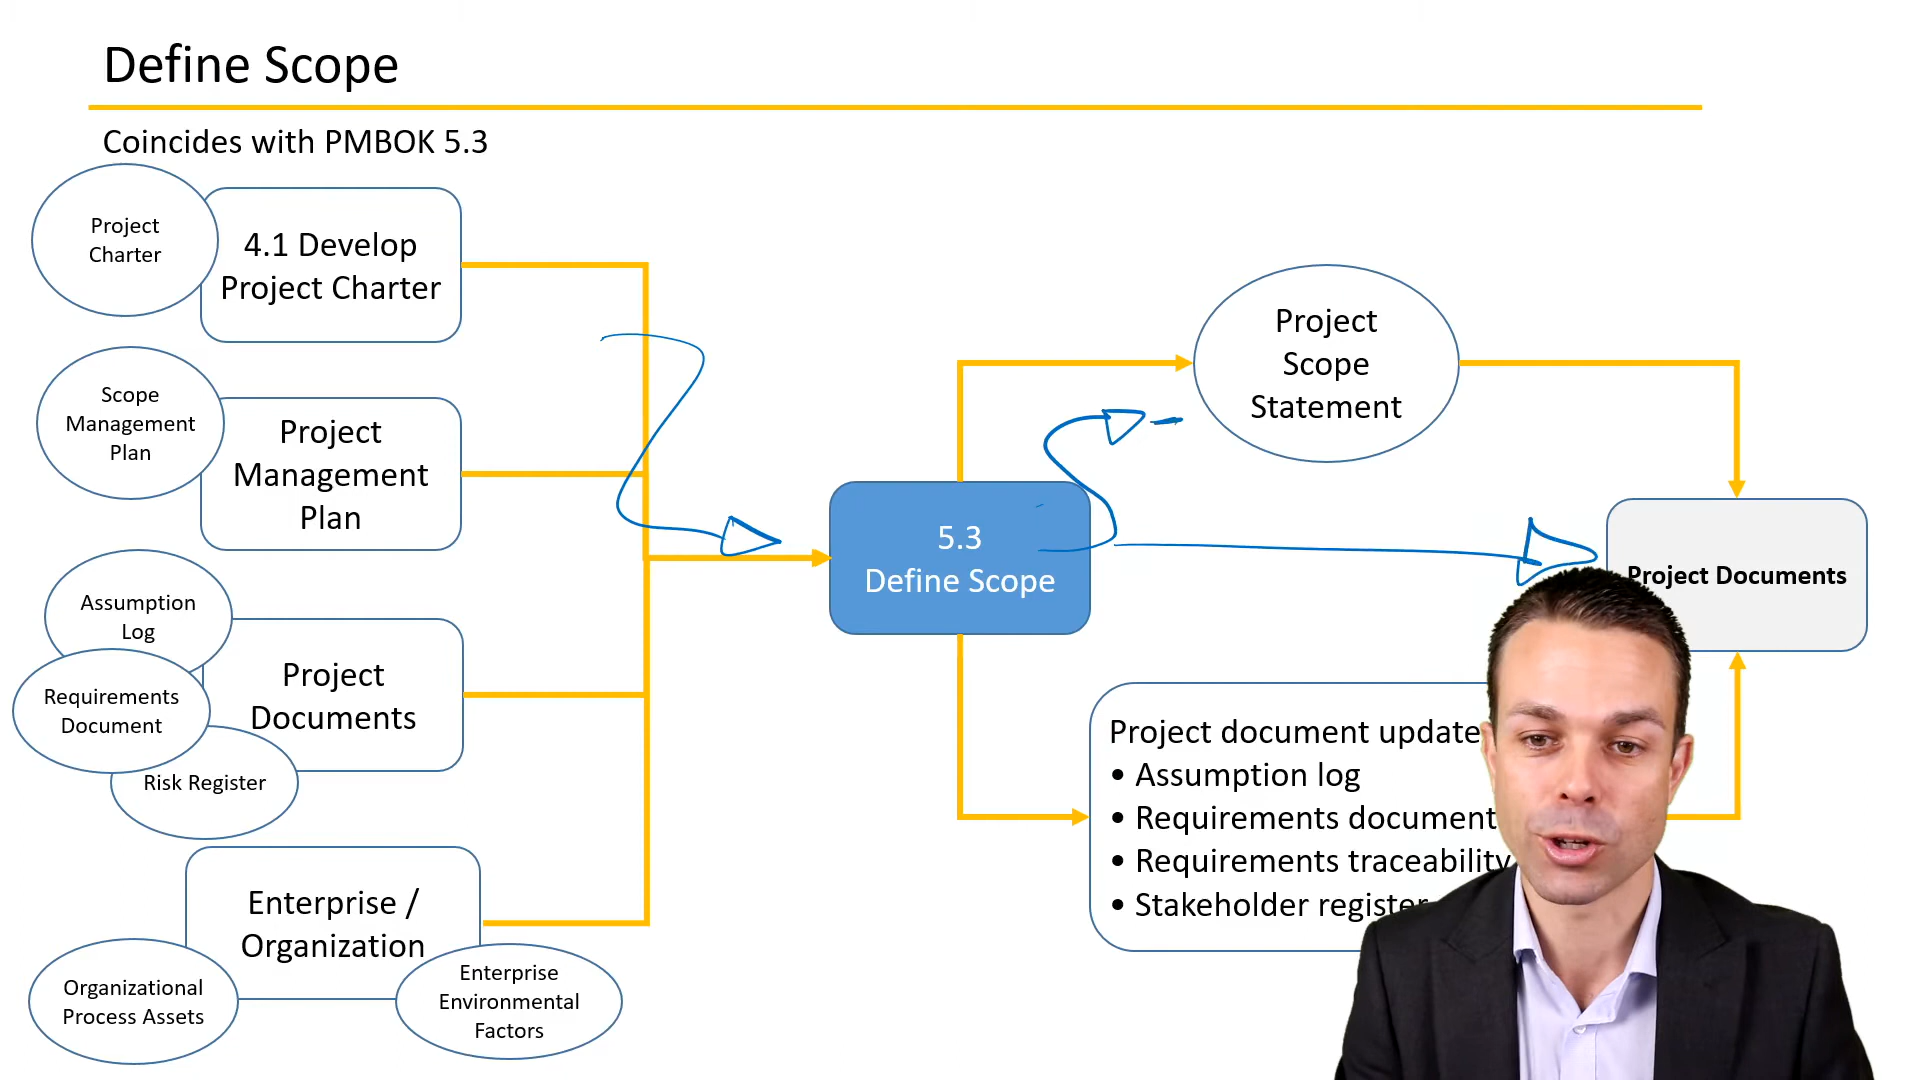 Define Scope
Coincides with PMBOK 5.3
Project
Charter
4.1 Develop
Project Charter
Scope
Management
Plan
Project
Management
Plan
Assumption
Log
Requirements
Document
Risk Register
Project
Documents
Enterprise /
Organization
Organizational
Process Assets
Enterprise
Environmental
Factors
5.3
Define Scope
Project
Scope
Statement
Project Documents
Project document update
• Assumption log
• Requirements document
• Requirements traceability
• Stakeholder register